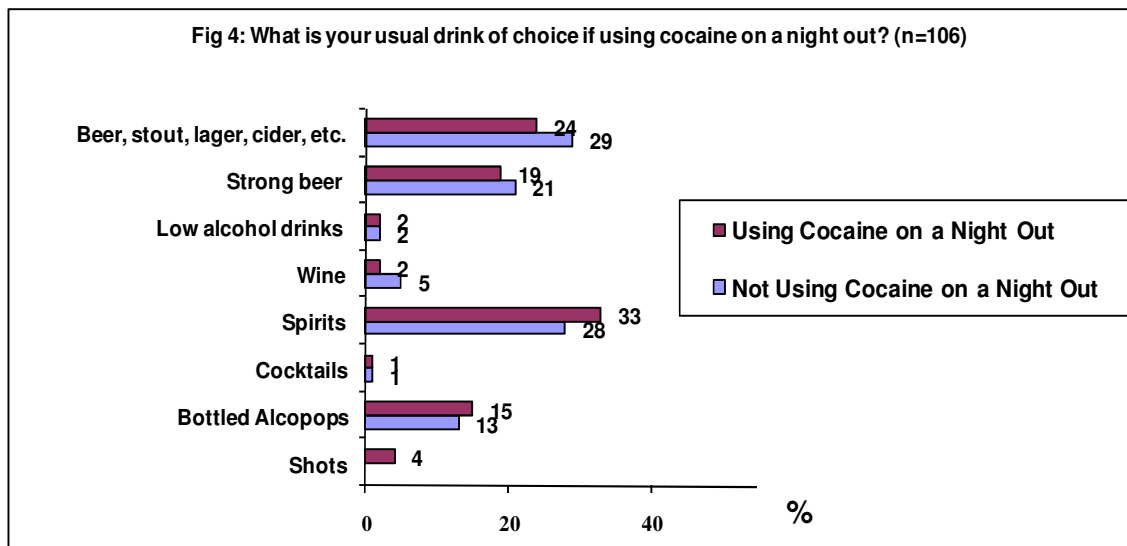 Fig 4: What is your usual drink of choice if using cocaine on a night out? (n=106)
Beer, stout, lager, cider, etc.
24
29
Strong beer
19
21
Low alcohol drinks
2
2
Wine
2
5
Spirits
33
28
Cocktails
1
1
Bottled Alcopops
15
13
Shots
4
0 20 40 %
Using Cocaine on a Night Out
Not Using Cocaine on a Night Out